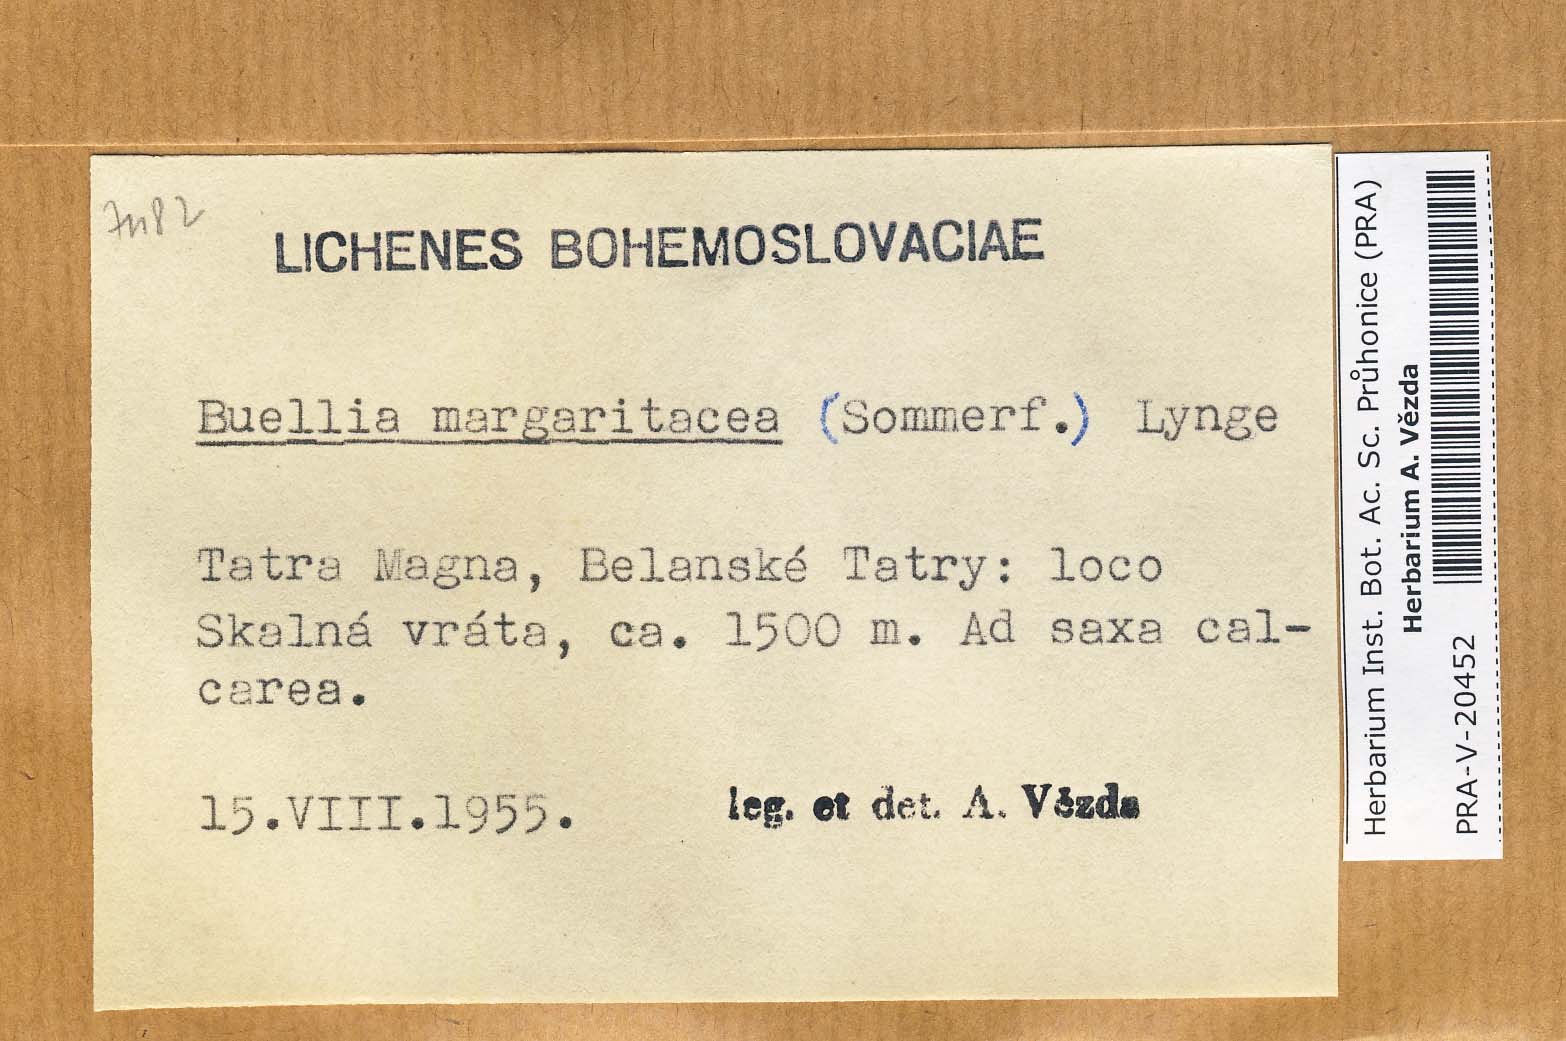 LICHENES BOHEMOSLOVACIAE
Buellia margaritacea (Sommerf.) Lynge
Tatra Magna, Belanské Tatry: loco
Skalná vráta, ca. 1500 m. Ad saxa cal-
carea.
15.VIII.1955. leg. et det. A. Vězda
Herbarium Inst. Bot. Ac. Sc. Průhonice (PRA)
Herbarium A. Vězda
PRA-V-20452